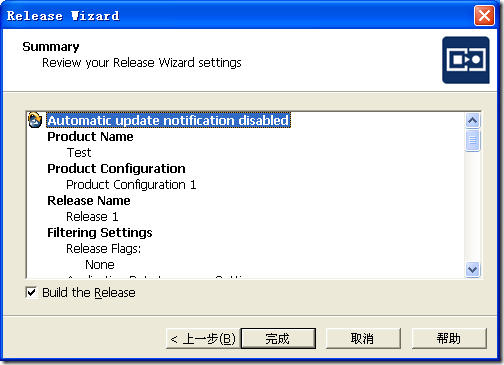 Release Wizard
Summary
Review your Release Wizard settings
Automatic update notification disabled
Product Name
Test
Product Configuration
Product Configuration 1
Release Name
Release 1
Filtering Settings
Release Flags:
None
Build the Release
< 上一步(B)
完成
取消
帮助